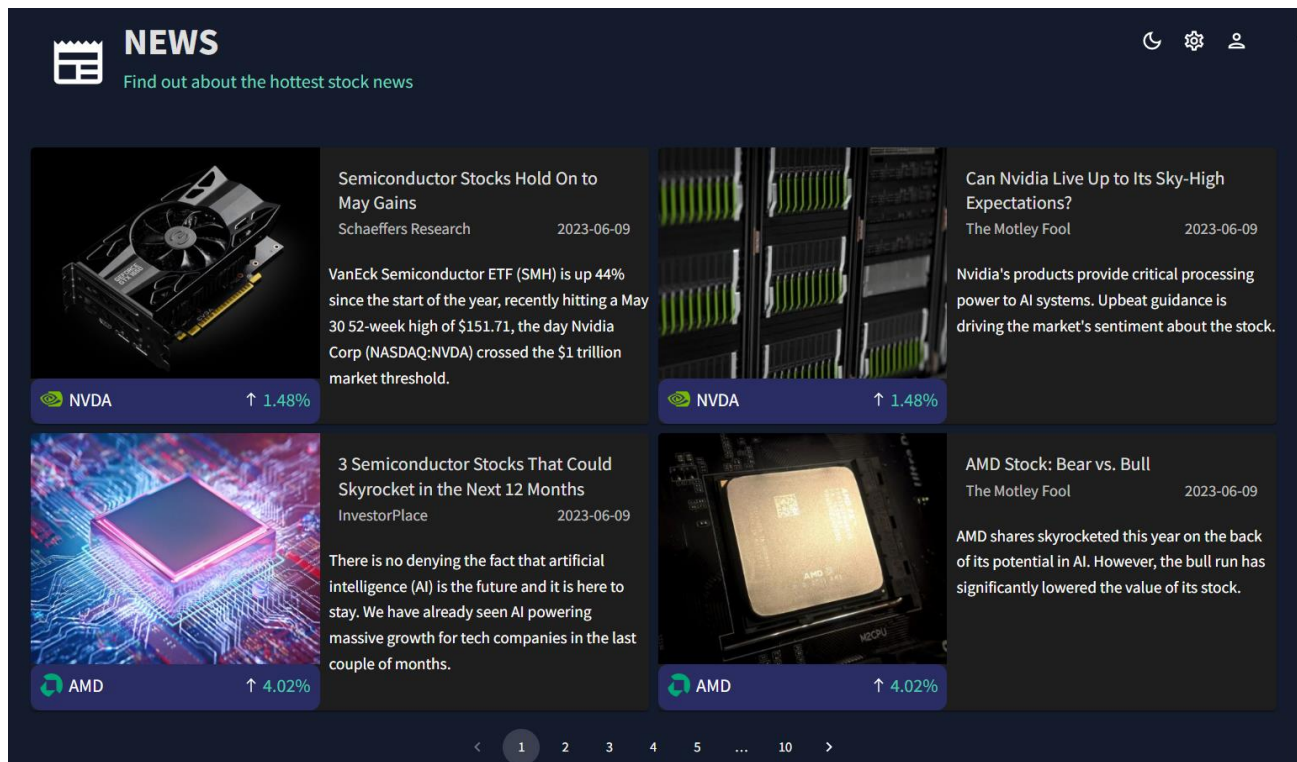 NEWS
Find out about the hottest stock news
Semiconductor Stocks Hold On to
May Gains
Schaeffers Research 2023-06-09
VanEck Semiconductor ETF (SMH) is up 44%
since the start of the year, recently hitting a May
30 52-week high of $151.71, the day Nvidia
Corp (NASDAQ:NVDA) crossed the $1 trillion
market threshold.
GEFORCE
GTX 1650
NVDA ↑ 1.48%
Can Nvidia Live Up to Its Sky-High
Expectations?
The Motley Fool 2023-06-09
Nvidia's products provide critical processing
power to AI systems. Upbeat guidance is
driving the market's sentiment about the stock.
NVDA ↑ 1.48%
3 Semiconductor Stocks That Could
Skyrocket in the Next 12 Months
InvestorPlace 2023-06-09
There is no denying the fact that artificial
intelligence (AI) is the future and it is here to
stay. We have already seen AI powering
massive growth for tech companies in the last
couple of months.
AMD ↑ 4.02%
AMD Stock: Bear vs. Bull
The Motley Fool 2023-06-09
AMD shares skyrocketed this year on the back
of its potential in AI. However, the bull run has
significantly lowered the value of its stock.
AMD
M2CPU
AMD ↑ 4.02%
< 1 2 3 4 5 ... 10 >